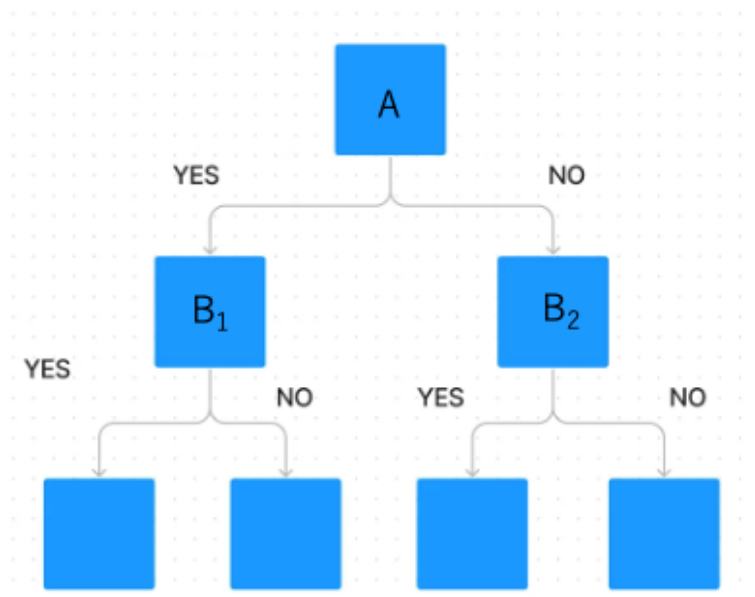 A
YES NO
B₁ B₂
YES
NO YES NO